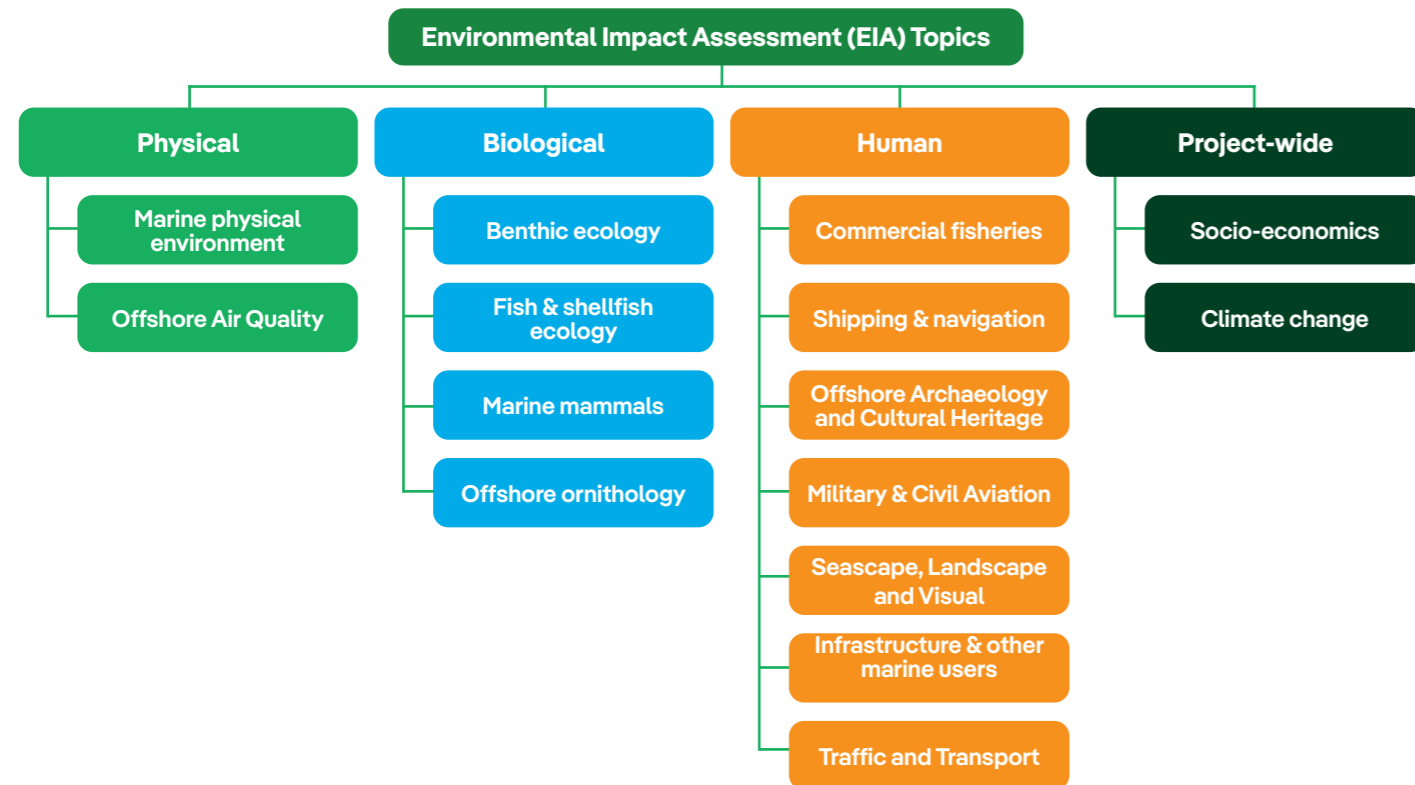 Environmental Impact Assessment (EIA) Topics
Physical
Marine physical
environment
Offshore Air Quality
Biological
Benthic ecology
Fish & shellfish
ecology
Marine mammals
Offshore ornithology
Human
Commercial fisheries
Shipping & navigation
Offshore Archaeology
and Cultural Heritage
Military & Civil Aviation
Seascape, Landscape
and Visual
Infrastructure & other
marine users
Traffic and Transport
Project-wide
Socio-economics
Climate change